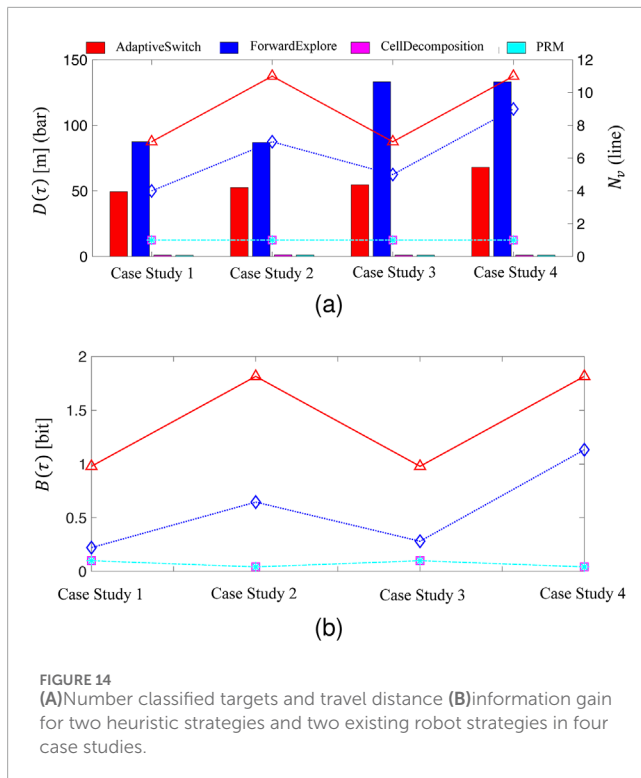 AdaptiveSwitch ForwardExplore CellDecomposition PRM
150
100
50
0
D(τ) [m] (bar)
12
10
8
6
4
2
0
N_v (line)
Case Study 1 Case Study 2 Case Study 3 Case Study 4
(a)
2
1.5
1
0.5
0
B(τ) [bit]
Case Study 1 Case Study 2 Case Study 3 Case Study 4
(b)
FIGURE 14
(A)Number classified targets and travel distance (B)information gain
for two heuristic strategies and two existing robot strategies in four
case studies.